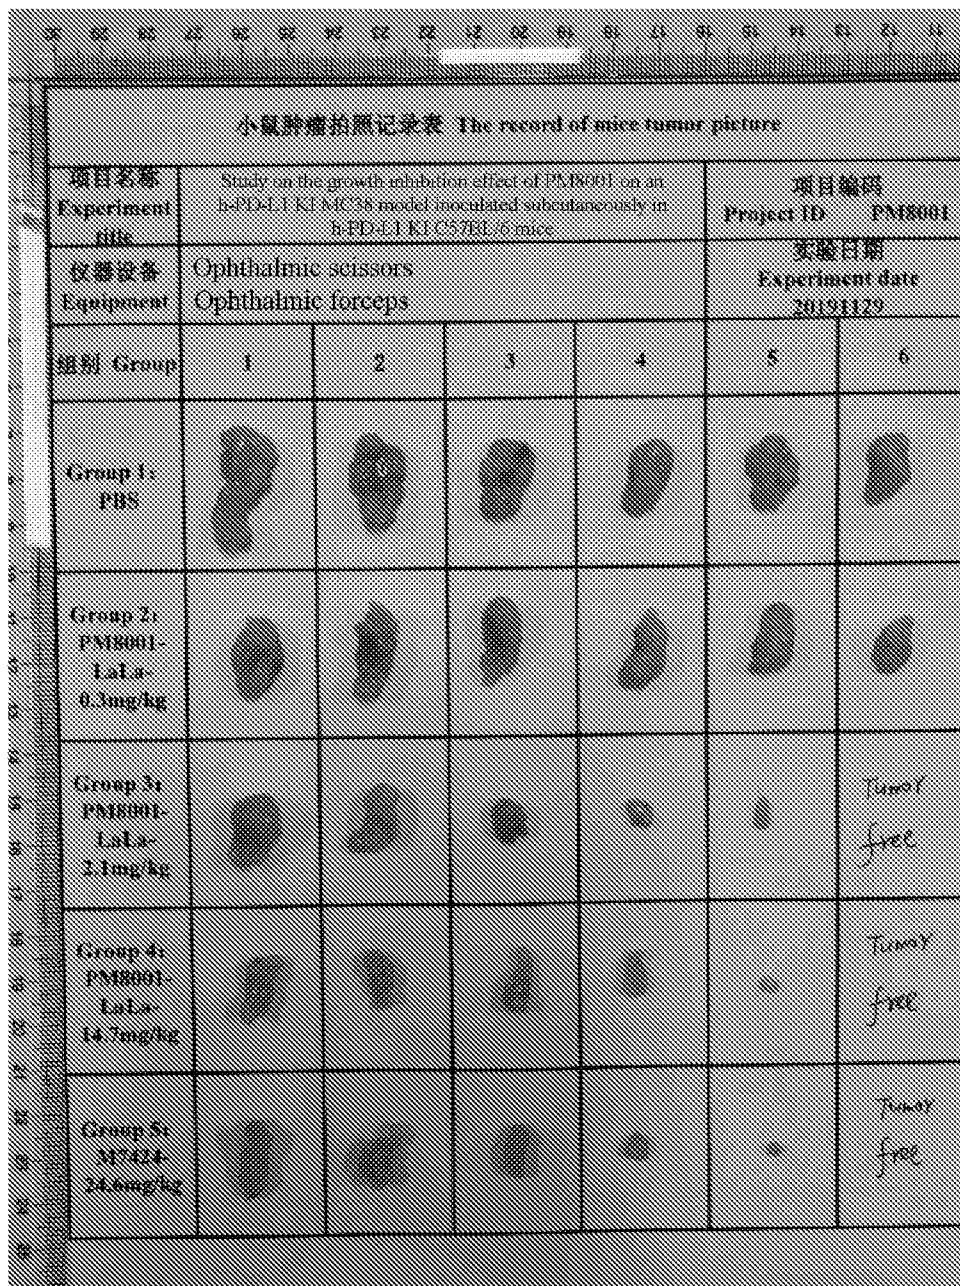 小鼠肿瘤拍照记录表 The record of mice tumor picture
项目名称
Experiment
title
Study on the growth inhibition effect of PM8001 on an
h-PD-L1 KI MC38 model inoculated subcutaneously in
h-PD-L1 KI C57BL/6 mice
项目编码
Project ID PM8001
仪器设备
Equipment
Ophthalmic scissors
Ophthalmic forceps
实验日期
Experiment date
20191129
组别 Group 1 2 3 4 5 6
Group 1:
PBS
Group 2:
PM8001-
LaLa-
0.3mg/kg
Group 3:
PM8001-
LaLa-
2.1mg/kg
Tumor
free
Group 4:
PM8001-
LaLa-
14.7mg/kg
Tumor
free
Group 5:
M7424-
24.6mg/kg
Tumor
free